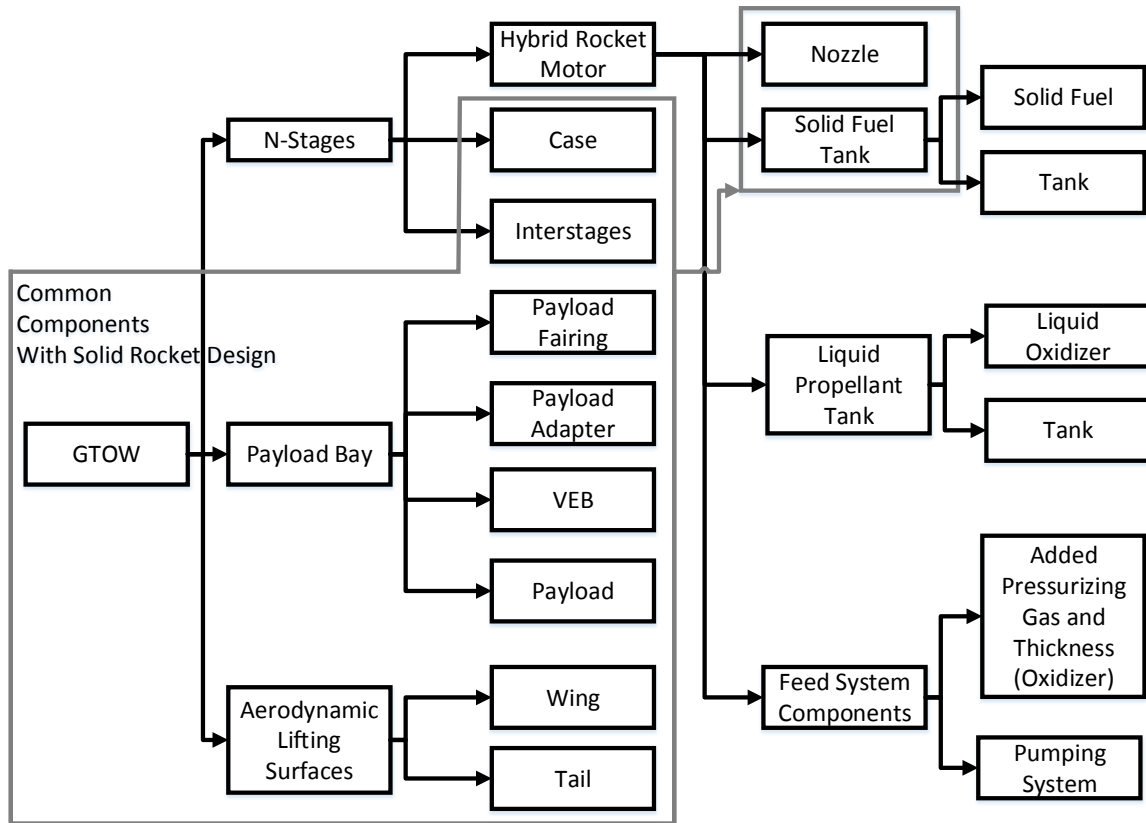 Hybrid Rocket
Motor
Nozzle
Solid Fuel
N-Stages
Case
Solid Fuel
Tank
Tank
Interstages
Common
Components
With Solid Rocket Design
Payload
Fairing
Liquid
Oxidizer
Liquid
Propellant
Tank
Payload
Adapter
Tank
GTOW
Payload Bay
VEB
Payload
Added
Pressurizing
Gas and
Thickness
(Oxidizer)
Aerodynamic
Lifting
Surfaces
Wing
Feed System
Components
Tail
Pumping
System